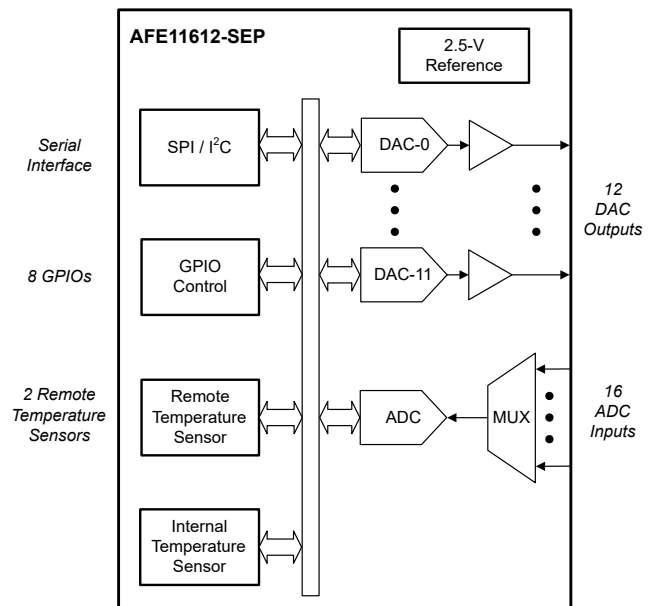 AFE11612-SEP
2.5-V
Reference
Serial
Interface
SPI / I²C
DAC-0
12
DAC
Outputs
8 GPIOs
GPIO
Control
DAC-11
2 Remote
Temperature
Sensors
Remote
Temperature
Sensor
ADC
MUX
16
ADC
Inputs
Internal
Temperature
Sensor